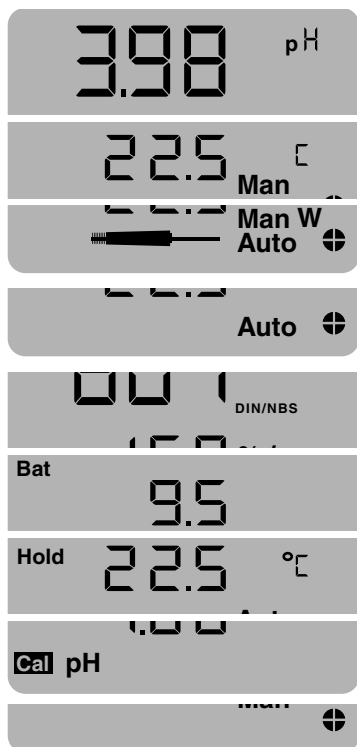 3.98 pH
22.5 C
Man
Man W
Auto
Auto
DIN/NBS
Bat
9.5
Hold 22.5 °C
Cal pH